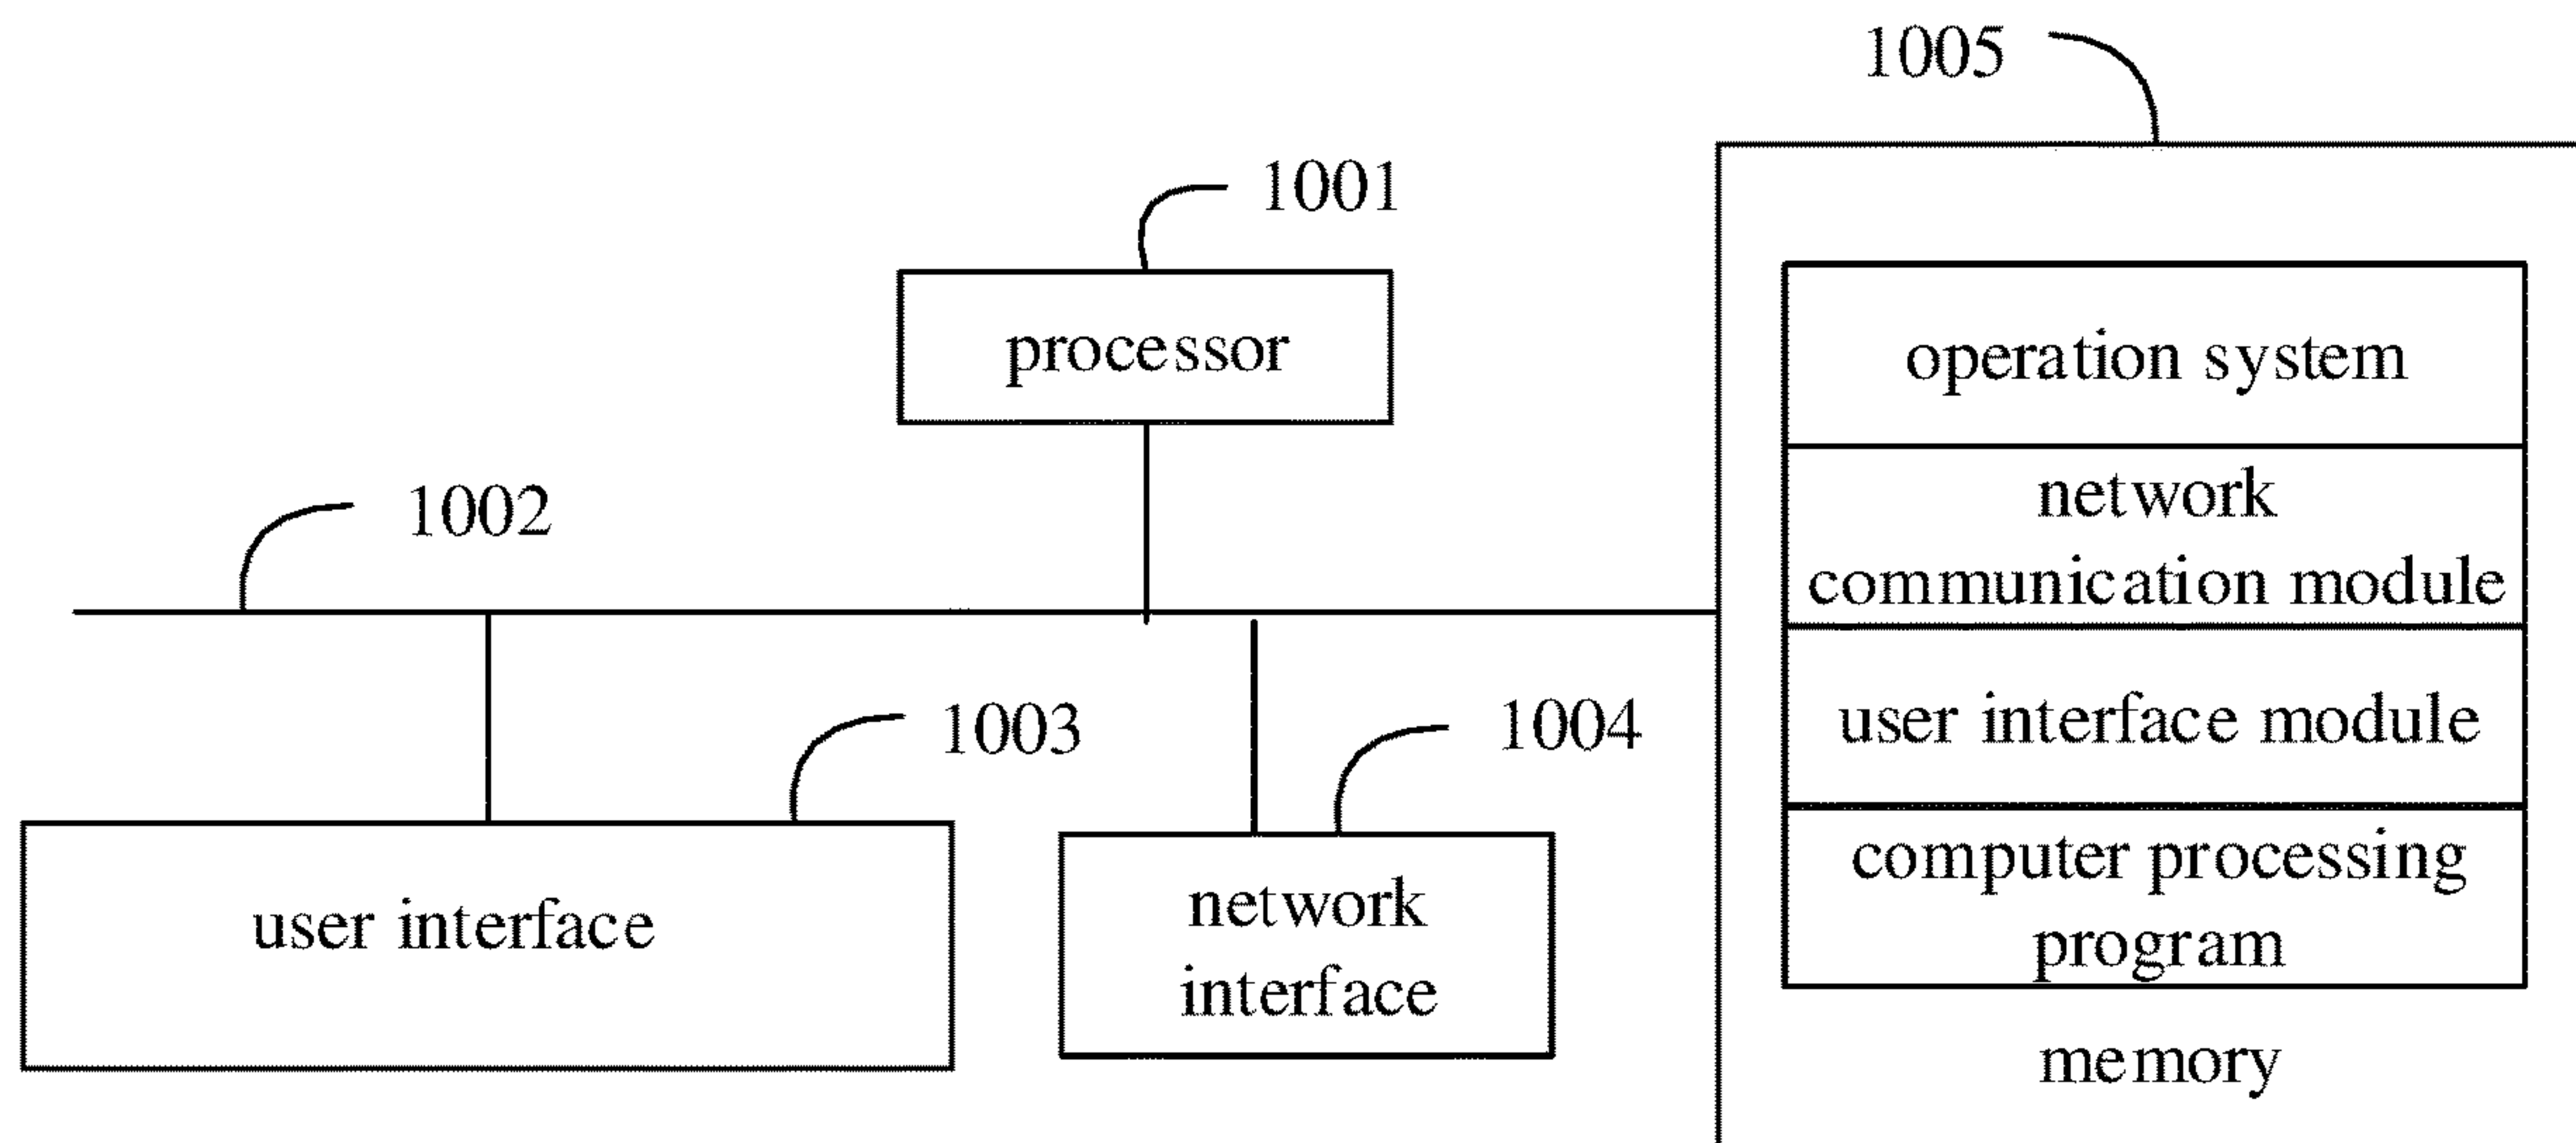 1005
1001
processor
operation system
network
communication module
1002
user interface module
1003
1004
computer processing
program
user interface
network
interface
memory